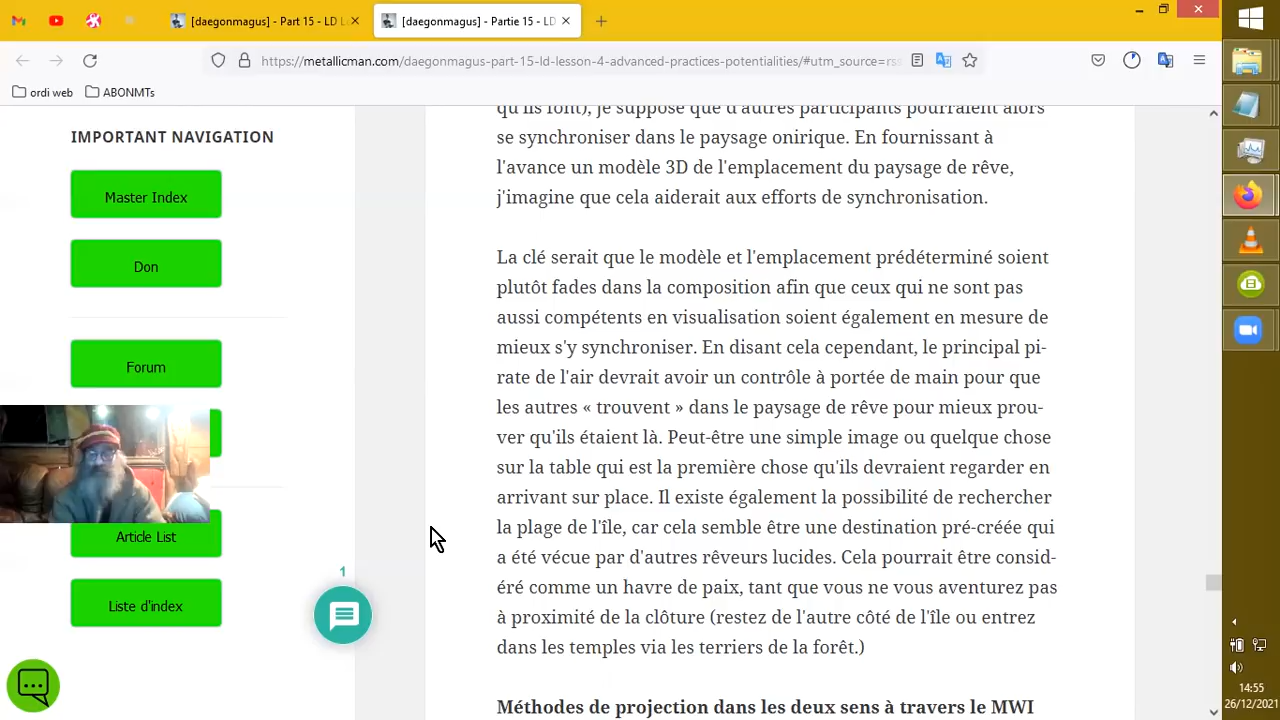 [daegonmagus] - Part 15 - LD L
[daegonmagus] - Partie 15 - LD
https://metallicman.com/daegonmagus-part-15-ld-lesson-4-advanced-practices-potentialities/#utm_source=rss
ordi web
ABONMTs
IMPORTANT NAVIGATION
Master Index
Don
Forum
Article List
Liste d'index
1
qu'ils font), je suppose que d'autres participants pourraient alors
se synchroniser dans le paysage onirique. En fournissant à
l'avance un modèle 3D de l'emplacement du paysage de rêve,
j'imagine que cela aiderait aux efforts de synchronisation.
La clé serait que le modèle et l'emplacement prédéterminé soient
plutôt fades dans la composition afin que ceux qui ne sont pas
aussi compétents en visualisation soient également en mesure de
mieux s'y synchroniser. En disant cela cependant, le principal pi-
rate de l'air devrait avoir un contrôle à portée de main pour que
les autres « trouvent » dans le paysage de rêve pour mieux prou-
ver qu'ils étaient là. Peut-être une simple image ou quelque chose
sur la table qui est la première chose qu'ils devraient regarder en
arrivant sur place. Il existe également la possibilité de rechercher
la plage de l'île, car cela semble être une destination pré-créée qui
a été vécue par d'autres rêveurs lucides. Cela pourrait être consid-
éré comme un havre de paix, tant que vous ne vous aventurez pas
à proximité de la clôture (restez de l'autre côté de l'île ou entrez
dans les temples via les terriers de la forêt.)
Méthodes de projection dans les deux sens à travers le MWI
14:55
26/12/2021